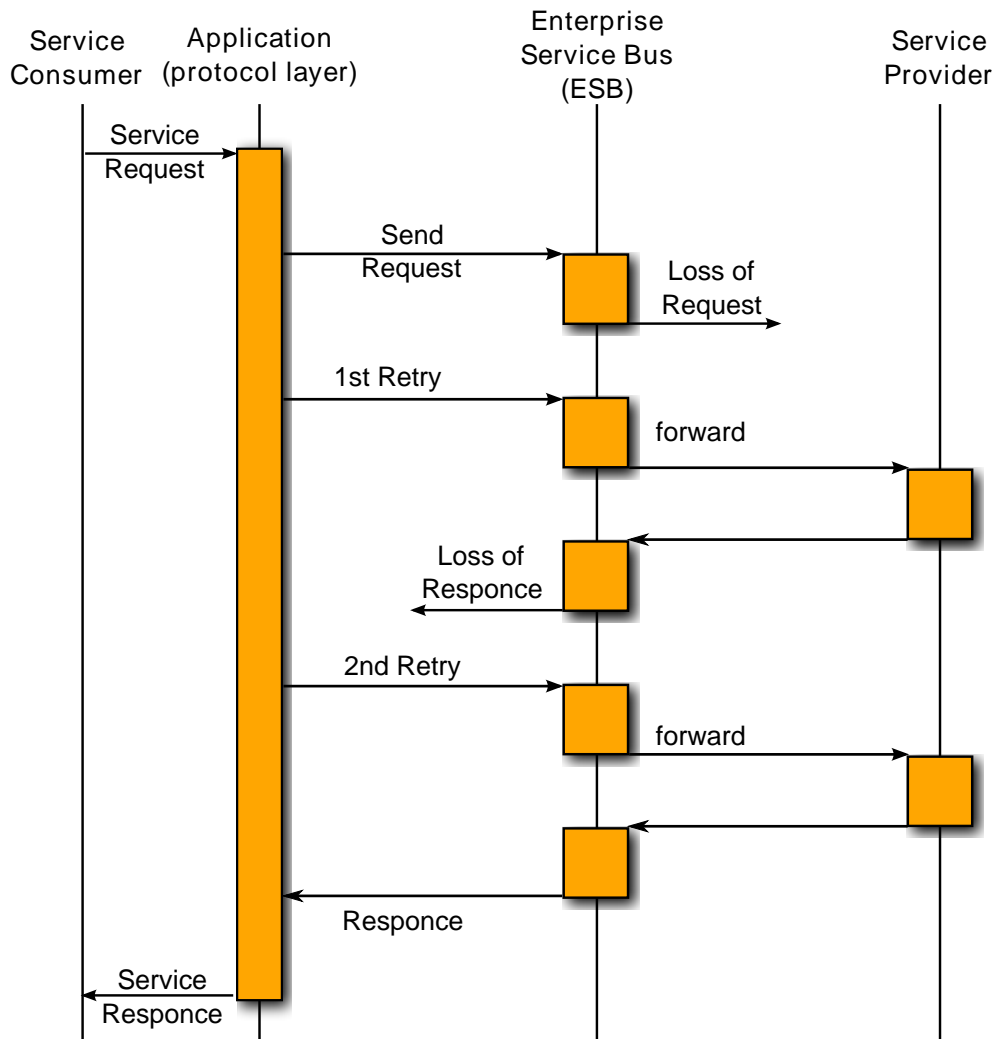 Service
Consumer
Application
(protocol layer)
Enterprise
Service Bus
(ESB)
Service
Provider
Service
Request
Send
Request
Loss of
Request
1st Retry
forward
Loss of
Responce
2nd Retry
forward
Responce
Service
Responce